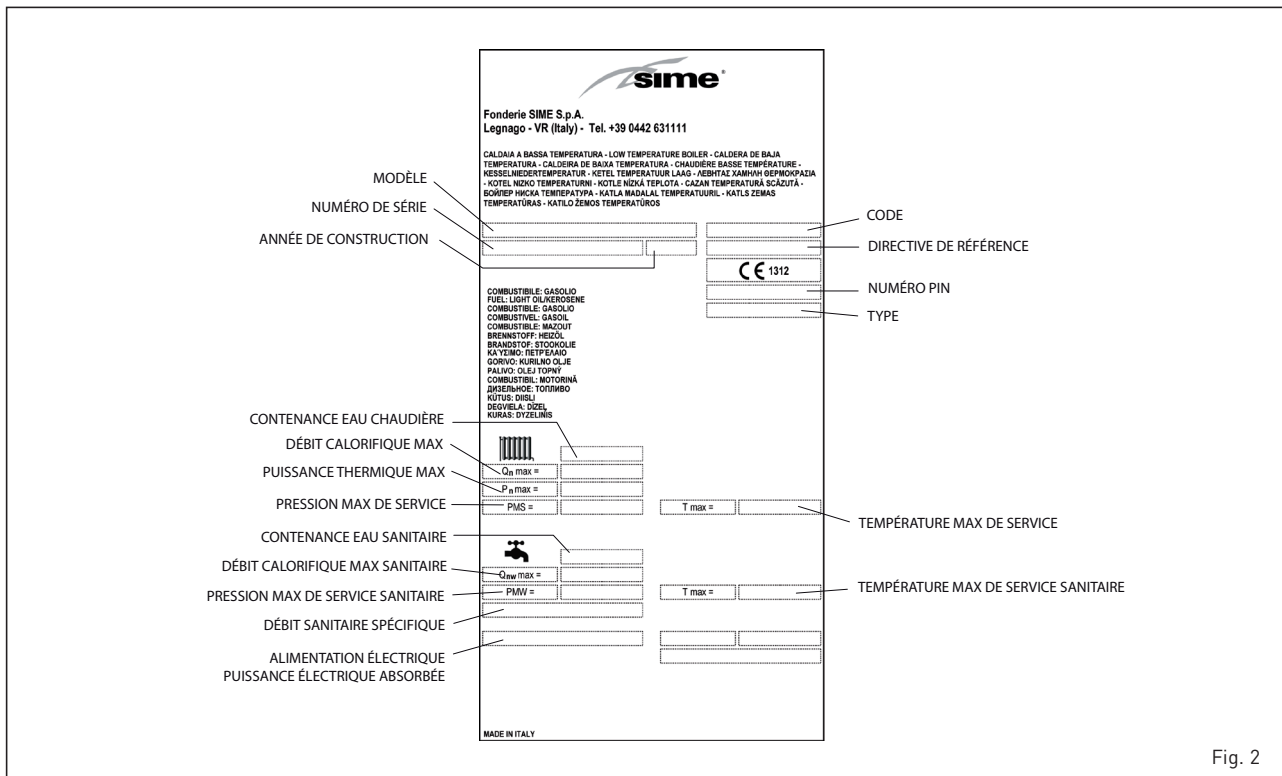 sime®
Fonderie SIME S.p.A.
Legnago - VR (Italy) - Tel. +39 0442 631111
CALDAIA A BASSA TEMPERATURA - LOW TEMPERATURE BOILER - CALDERA DE BAJA
TEMPERATURA - CALDEIRA DE BAIXA TEMPERATURA - CHAUDIÈRE BASSE TEMPÉRATURE -
KESSELNIEDERTEMPERATUR - KETEL TEMPERATUUR LAAG - ΛΕΒΗΤΑΣ ΧΑΜΗΛΗ ΘΕΡΜΟΚΡΑΣΙΑ
- KOTEL NIZKO TEMPERATURNI - KOTLE NÍZKÁ TEPLOTA - CAZAN TEMPERATURĂ SCĂZUTĂ -
БОЙЛЕР НИСКА ТЕМПЕРАТУРА - KATLA MADALAL TEMPERATUURIL - KATLS ZEMAS
TEMPERATŪRAS - KATILO ŽEMOS TEMPERATŪROS
MODÈLE
NUMÉRO DE SÉRIE
ANNÉE DE CONSTRUCTION
CODE
DIRECTIVE DE RÉFÉRENCE
CE 1312
NUMÉRO PIN
TYPE
COMBUSTIBILE: GASOLIO
FUEL: LIGHT OIL/KEROSENE
COMBUSTIBLE: GASOLIO
COMBUSTIVEL: GASOIL
COMBUSTIBLE: MAZOUT
BRENNSTOFF: HEIZÖL
BRANDSTOF: STOOKOLIE
ΚΑΎΣΙΜΟ: ΠΕΤΡΈΛΑΙΟ
GORIVO: KURILNO OLJE
PALIVO: OLEJ TOPNÝ
COMBUSTIBIL: MOTORINĂ
ДИЗЕЛЬНОЕ: ТОПЛИВО
KÜTUS: DIISLI
DEGVIELA: DĪZEĻ
KURAS: DYZELINIS
CONTENANCE EAU CHAUDIÈRE
DÉBIT CALORIFIQUE MAX
Qn max =
PUISSANCE THERMIQUE MAX
Pn max =
PRESSION MAX DE SERVICE
PMS =
T max =
TEMPÉRATURE MAX DE SERVICE
CONTENANCE EAU SANITAIRE
DÉBIT CALORIFIQUE MAX SANITAIRE
Qnw max =
PRESSION MAX DE SERVICE SANITAIRE
PMW =
T max =
TEMPÉRATURE MAX DE SERVICE SANITAIRE
DÉBIT SANITAIRE SPÉCIFIQUE
ALIMENTATION ÉLECTRIQUE
PUISSANCE ÉLECTRIQUE ABSORBÉE
MADE IN ITALY
Fig. 2